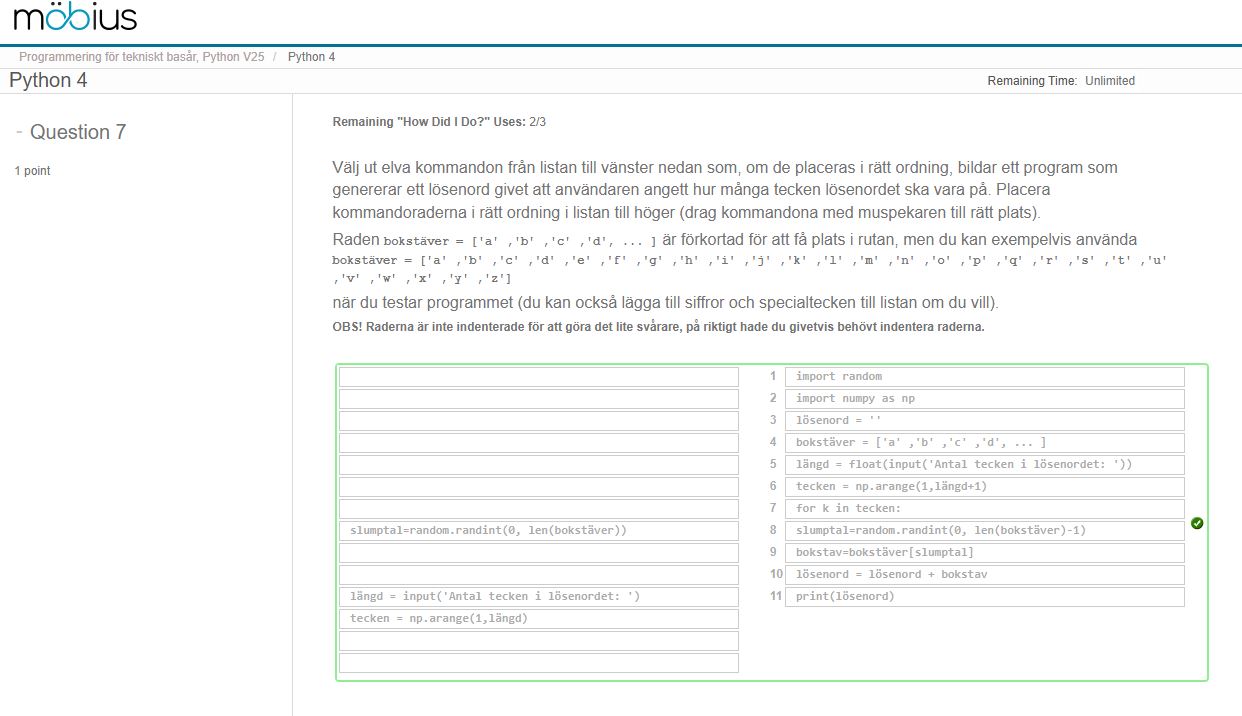 möbius
Programmering för tekniskt basår, Python V25 / Python 4
Python 4
Remaining Time: Unlimited
- Question 7
1 point
Remaining "How Did I Do?" Uses: 2/3
Välj ut elva kommandon från listan till vänster nedan som, om de placeras i rätt ordning, bildar ett program som
genererar ett lösenord givet att användaren angett hur många tecken lösenordet ska vara på. Placera
kommandoraderna i rätt ordning i listan till höger (drag kommandona med muspekaren till rätt plats).
Raden bokstäver = ['a' ,'b' ,'c' ,'d', ... ] är förkortad för att få plats i rutan, men du kan exempelvis använda
bokstäver = ['a' ,'b' ,'c' ,'d' ,'e' ,'f' ,'g' ,'h' ,'i' ,'j' ,'k' ,'l' ,'m' ,'n' ,'o' ,'p' ,'q' ,'r' ,'s' ,'t' ,'u'
,'v' ,'w' ,'x' ,'y' ,'z']
när du testar programmet (du kan också lägga till siffror och specialtecken till listan om du vill).
OBS! Raderna är inte indenterade för att göra det lite svårare, på riktigt hade du givetvis behövt indentera raderna.
slumptal=random.randint(0, len(bokstäver))
längd = input('Antal tecken i lösenordet: ')
tecken = np.arange(1,längd)
1 import random
2 import numpy as np
3 lösenord = ''
4 bokstäver = ['a' ,'b' ,'c' ,'d', ... ]
5 längd = float(input('Antal tecken i lösenordet: '))
6 tecken = np.arange(1,längd+1)
7 for k in tecken:
8 slumptal=random.randint(0, len(bokstäver)-1)
9 bokstav=bokstäver[slumptal]
10 lösenord = lösenord + bokstav
11 print(lösenord)